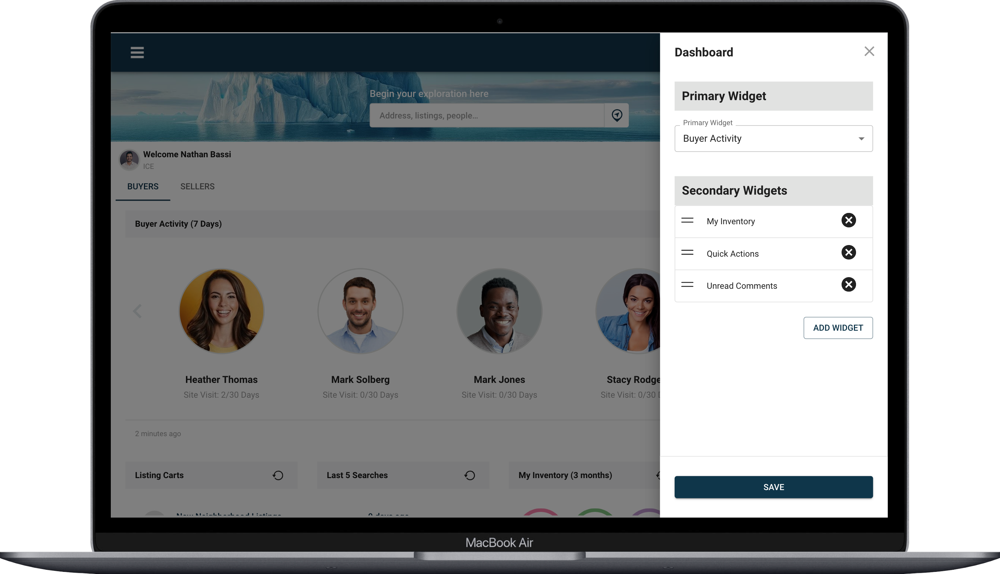 Dashboard
Begin your exploration here
Address, listings, people...
Welcome Nathan Bassi
ICE
BUYERS
SELLERS
Buyer Activity (7 Days)
Heather Thomas
Site Visit: 2/30 Days
Mark Solberg
Site Visit: 0/30 Days
Mark Jones
Site Visit: 0/30 Days
Stacy Rodge
Site Visit: 0/30 D
2 minutes ago
Listing Carts
Last 5 Searches
My Inventory (3 months)
New Neighborhood Listings
Primary Widget
Primary Widget
Buyer Activity
Secondary Widgets
My Inventory
Quick Actions
Unread Comments
ADD WIDGET
SAVE
MacBook Air